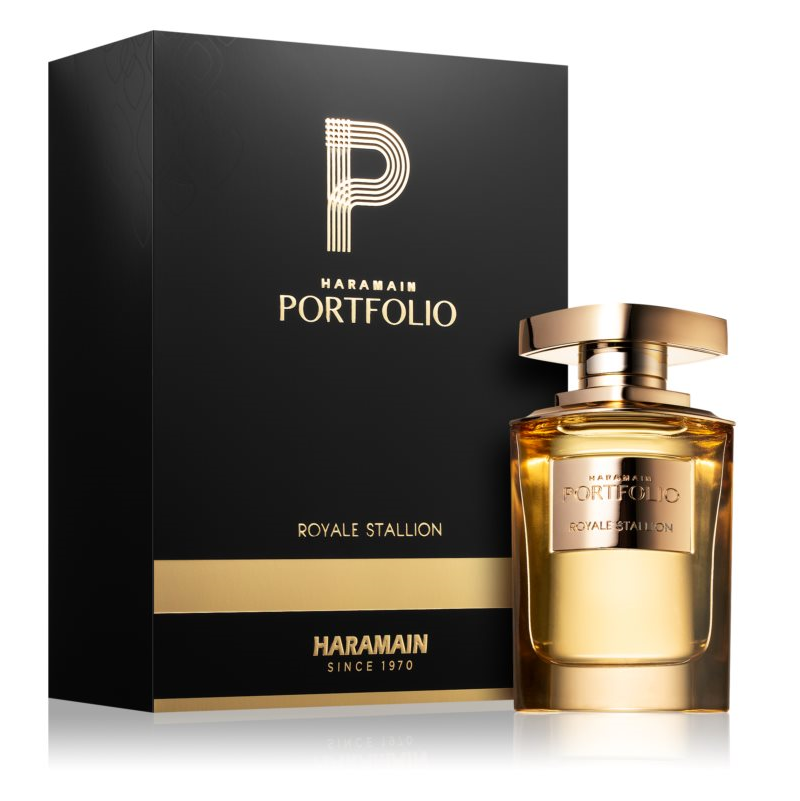 P
HARAMAIN
PORTFOLIO
ROYALE STALLION
HARAMAIN
SINCE 1970
HARAMAIN
PORTFOLIO
ROYALE STALLION